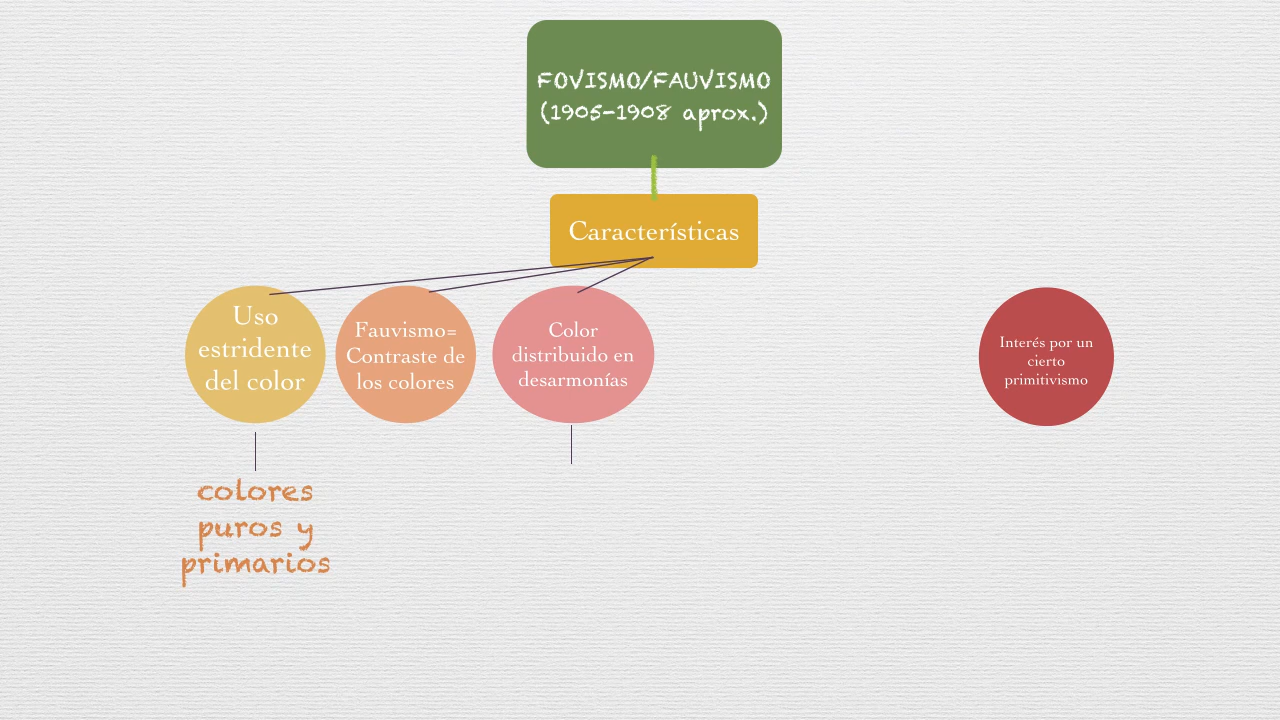 FOVISMO/FAUVISMO
(1905-1908 aprox.)
Características
Uso
estridente
del color
Fauvismo=
Contraste de
los colores
Color
distribuido en
desarmonías
Interés por un
cierto
primitivismo
colores
puros y
primarios